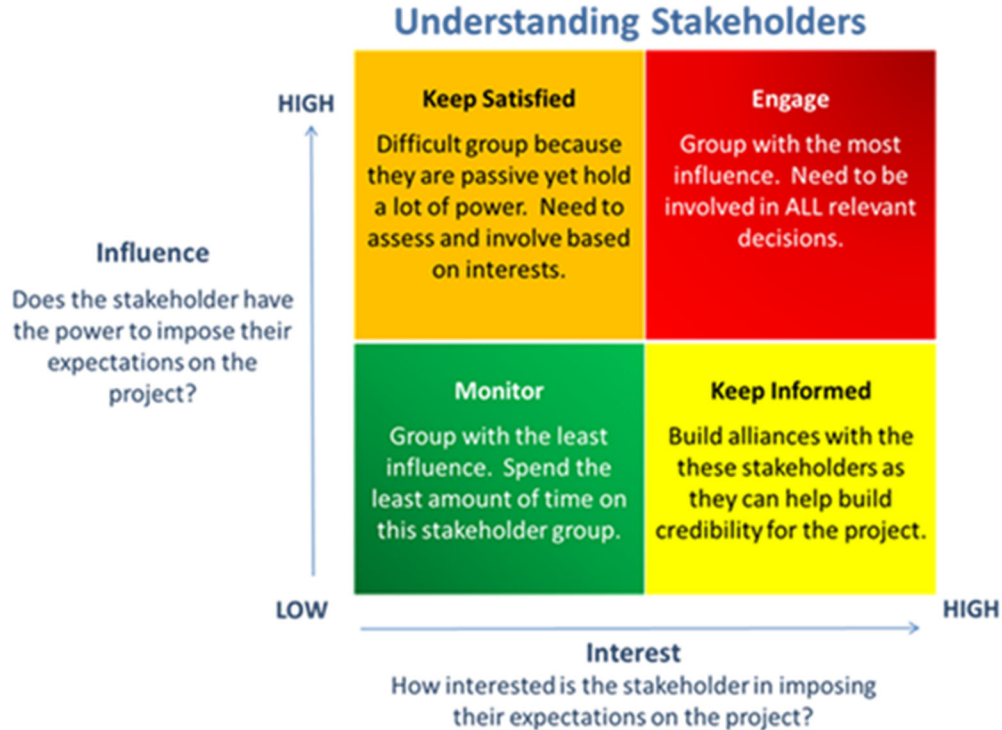 Understanding Stakeholders
HIGH
Influence
Does the stakeholder have
the power to impose their
expectations on the
project?
Keep Satisfied
Difficult group because
they are passive yet hold
a lot of power. Need to
assess and involve based
on interests.
Engage
Group with the most
influence. Need to be
involved in ALL relevant
decisions.
Monitor
Group with the least
influence. Spend the
least amount of time on
this stakeholder group.
Keep Informed
Build alliances with the
these stakeholders as
they can help build
credibility for the project.
LOW
HIGH
Interest
How interested is the stakeholder in imposing
their expectations on the project?